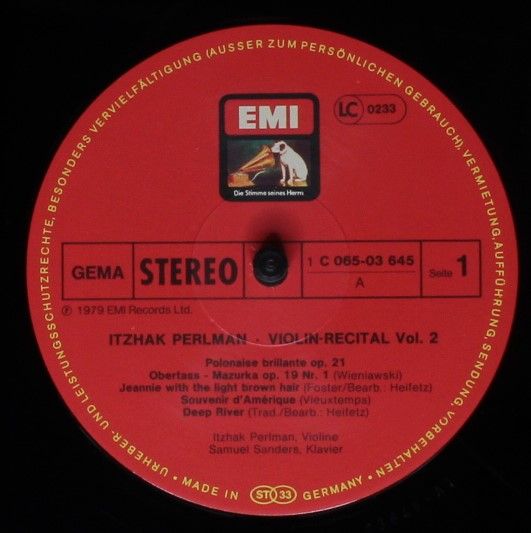 URHEBER- UND LEISTUNGSSCHUTZRECHTE, BESONDERS VERVIELFÄLTIGUNG (AUSSER ZUM PERSÖNLICHEN GEBRAUCH), VERMIETUNG, AUFFÜHRUNG, SENDUNG, VORBEHALTEN
EMI
LC 0233
Die Stimme seines Herrn
GEMA
STEREO
1 C 065-03 645
A
Seite 1
℗ 1979 EMI Records Ltd.
ITZHAK PERLMAN · VIOLIN-RECITAL Vol. 2
Polonaise brillante op. 21
Obertass - Mazurka op. 19 Nr. 1 (Wieniawski)
Jeannie with the light brown hair (Foster/Bearb.: Heifetz)
Souvenir d'Amérique (Vieuxtemps)
Deep River (Trad./Bearb.: Heifetz)
Itzhak Perlman, Violine
Samuel Sanders, Klavier
· MADE IN ST 33 GERMANY ·